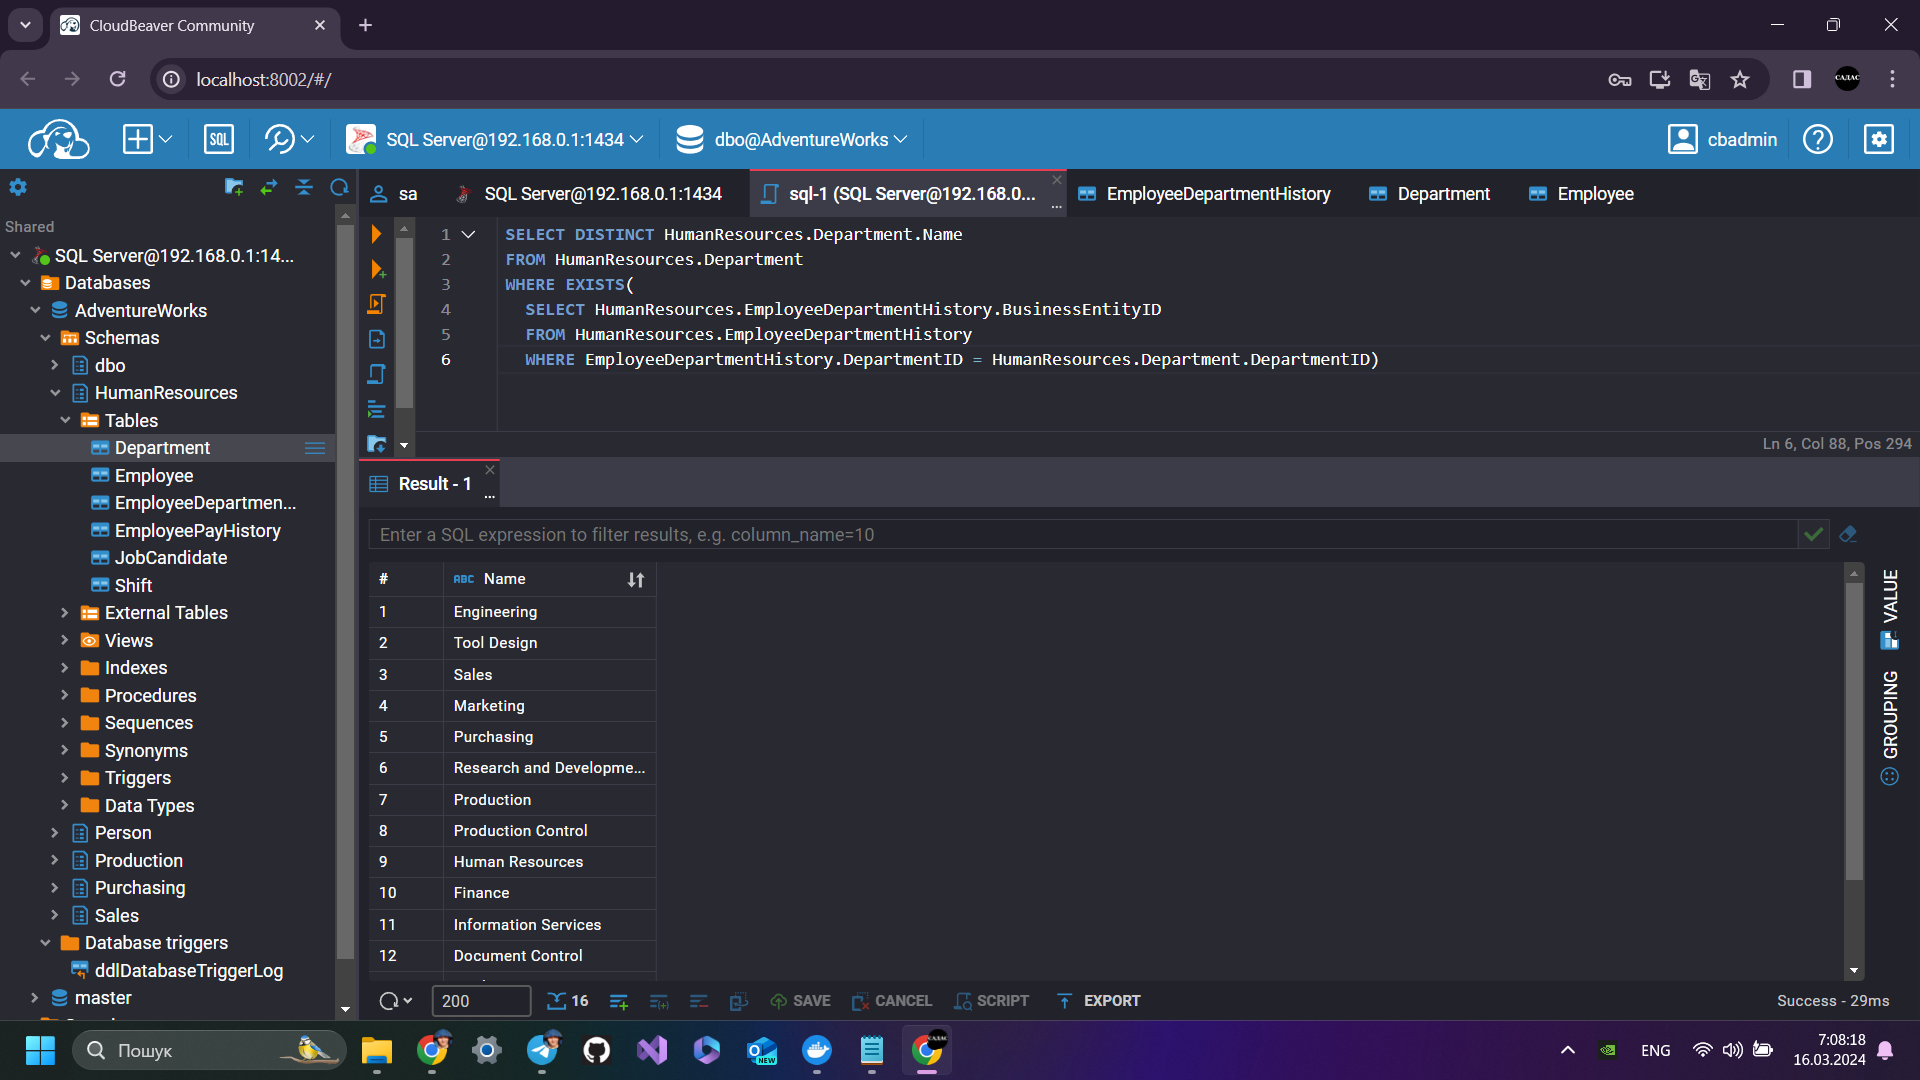 CloudBeaver Community
localhost:8002/#/
САДАС
SQL
SQL Server@192.168.0.1:1434
dbo@AdventureWorks
cbadmin
Shared
SQL Server@192.168.0.1:14...
Databases
AdventureWorks
Schemas
dbo
HumanResources
Tables
Department
Employee
EmployeeDepartmen...
EmployeePayHistory
JobCandidate
Shift
External Tables
Views
Indexes
Procedures
Sequences
Synonyms
Triggers
Data Types
Person
Production
Purchasing
Sales
Database triggers
ddlDatabaseTriggerLog
master
sa
SQL Server@192.168.0.1:1434
sql-1 (SQL Server@192.168.0...
EmployeeDepartmentHistory
Department
Employee
1 SELECT DISTINCT HumanResources.Department.Name
2 FROM HumanResources.Department
3 WHERE EXISTS(
4 SELECT HumanResources.EmployeeDepartmentHistory.BusinessEntityID
5 FROM HumanResources.EmployeeDepartmentHistory
6 WHERE EmployeeDepartmentHistory.DepartmentID = HumanResources.Department.DepartmentID)
Ln 6, Col 88, Pos 294
Result - 1
Enter a SQL expression to filter results, e.g. column_name=10
# ABC Name
1 Engineering
2 Tool Design
3 Sales
4 Marketing
5 Purchasing
6 Research and Developme...
7 Production
8 Production Control
9 Human Resources
10 Finance
11 Information Services
12 Document Control
VALUE
GROUPING
200 16 SAVE CANCEL SCRIPT EXPORT
Success - 29ms
Пошук
NEW
САДАС
ENG
7:08:18
16.03.2024